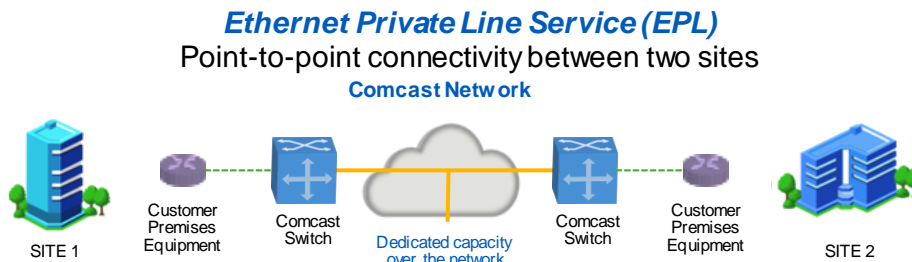 Ethernet Private Line Service (EPL)
Point-to-point connectivity between two sites
Comcast Network
Customer
Premises
Equipment
Comcast
Switch
Comcast
Switch
Customer
Premises
Equipment
Dedicated capacity
over the network
SITE 1
SITE 2